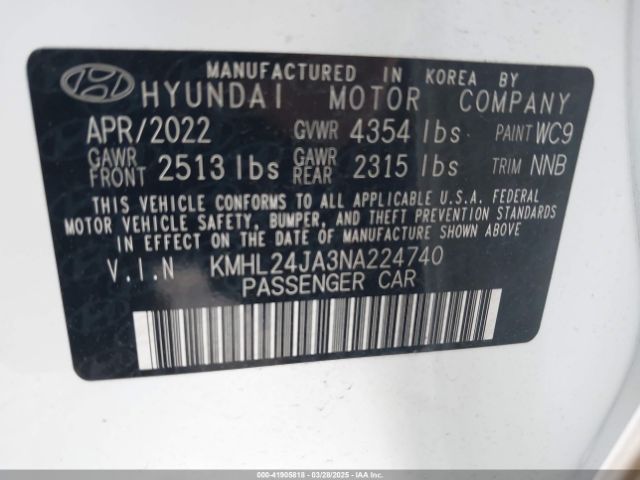 MANUFACTURED IN KOREA BY
HYUNDAI MOTOR COMPANY
APR/2022 GVWR 4354 lbs PAINT WC9
GAWR FRONT 2513 lbs GAWR REAR 2315 lbs TRIM NNB
THIS VEHICLE CONFORMS TO ALL APPLICABLE U.S.A. FEDERAL
MOTOR VEHICLE SAFETY, BUMPER, AND THEFT PREVENTION STANDARDS
IN EFFECT ON THE DATE OF MANUFACTURE SHOWN ABOVE.
V.I.N KMHL24JA3NA224740
PASSENGER CAR
000-41905818 | 03/28/2025 - IAAI.COM